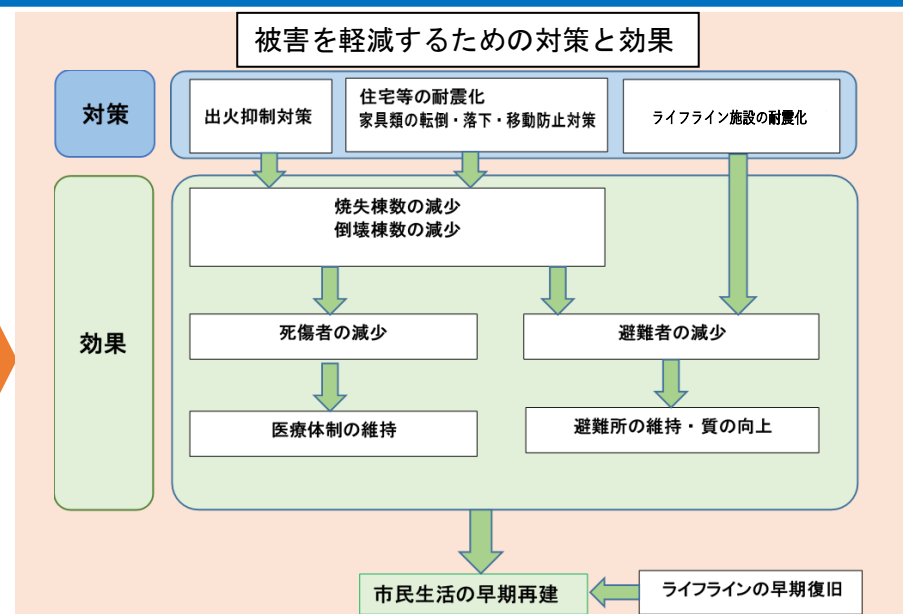 被害を軽減するための対策と効果
対策
出火抑制対策
住宅等の耐震化
家具類の転倒・落下・移動防止対策
ライフライン施設の耐震化
効果
焼失棟数の減少
倒壊棟数の減少
死傷者の減少
避難者の減少
医療体制の維持
避難所の維持・質の向上
市民生活の早期再建
ライフラインの早期復旧